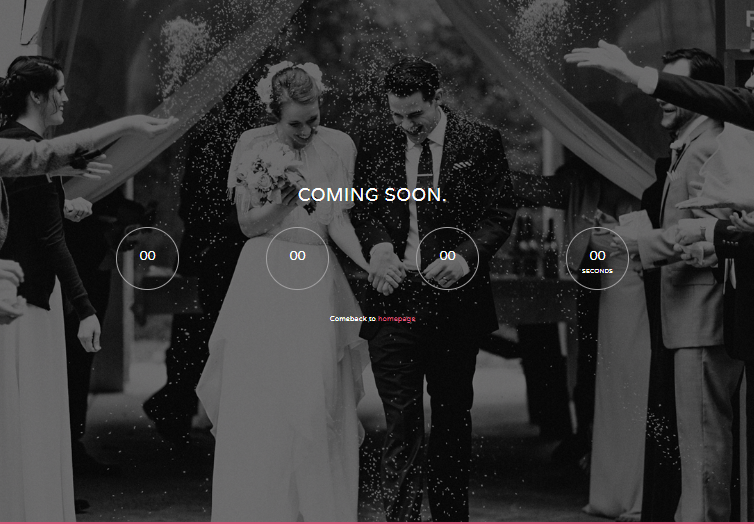 COMING SOON.
00
00
00
00
SECONDS
Comeback to homepage